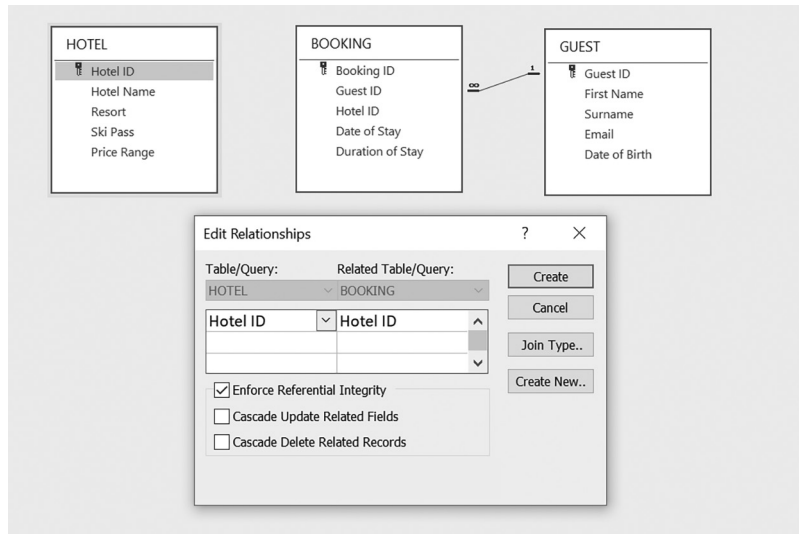 HOTEL
Hotel ID
Hotel Name
Resort
Ski Pass
Price Range
BOOKING
Booking ID
Guest ID
Hotel ID
Date of Stay
Duration of Stay
∞
1
GUEST
Guest ID
First Name
Surname
Email
Date of Birth
Edit Relationships ?
Table/Query: Related Table/Query:
HOTEL BOOKING
Hotel ID Hotel ID
Enforce Referential Integrity
Cascade Update Related Fields
Cascade Delete Related Records
Create
Cancel
Join Type..
Create New..